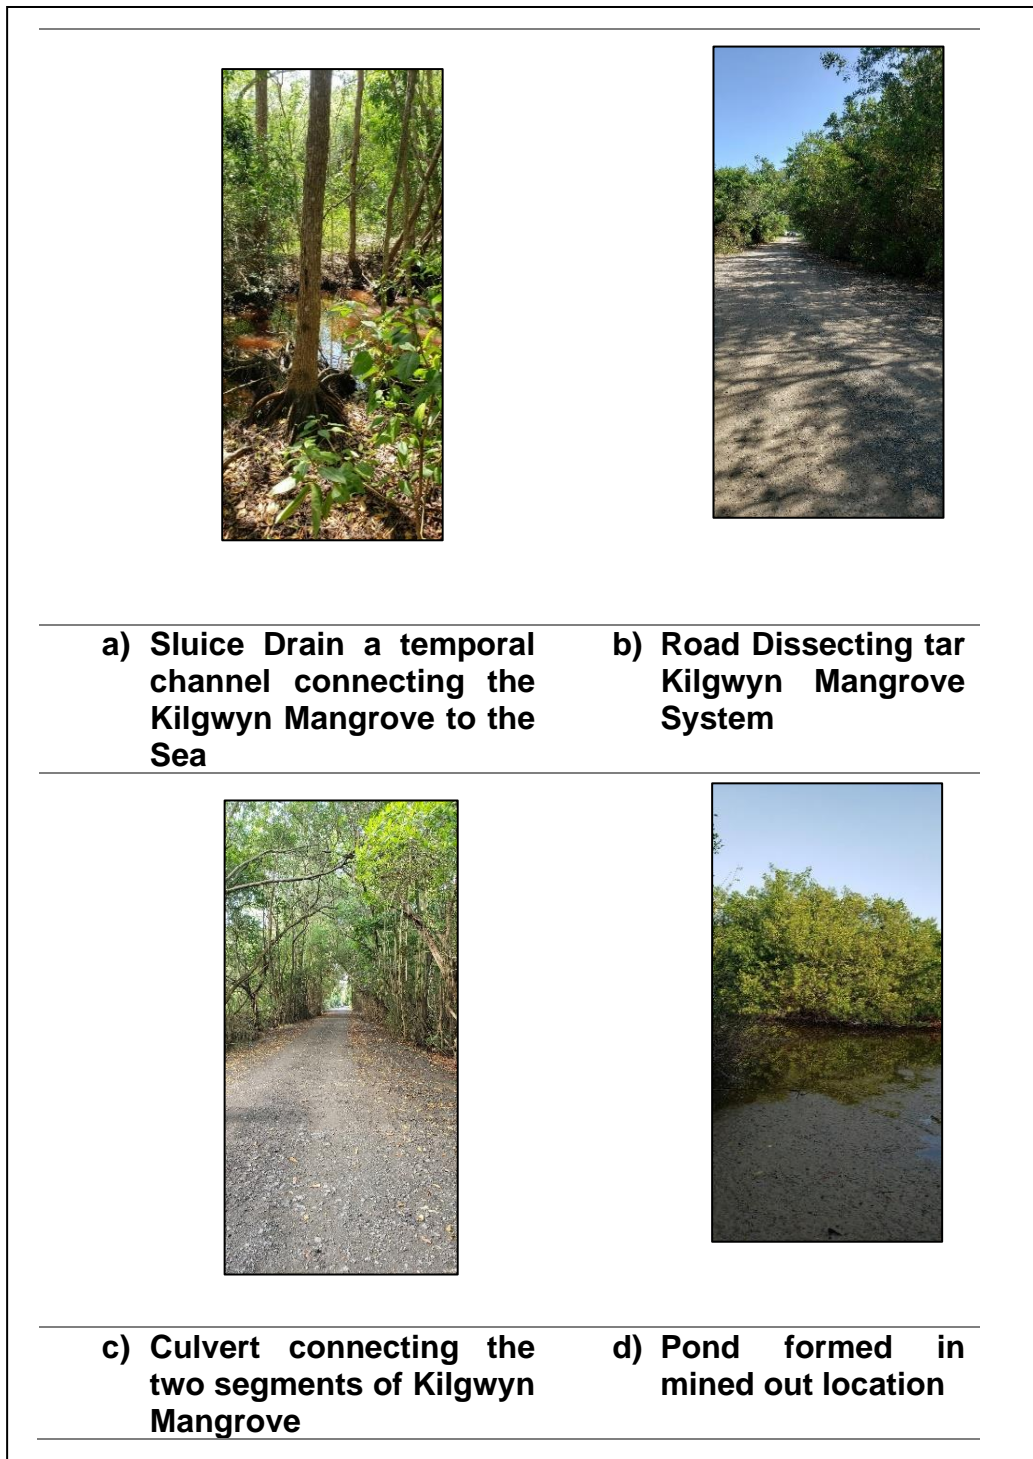 a) Sluice Drain a temporal
channel connecting the
Kilgwyn Mangrove to the
Sea
b) Road Dissecting tar
Kilgwyn Mangrove
System
c) Culvert connecting the
two segments of Kilgwyn
Mangrove
d) Pond formed in
mined out location